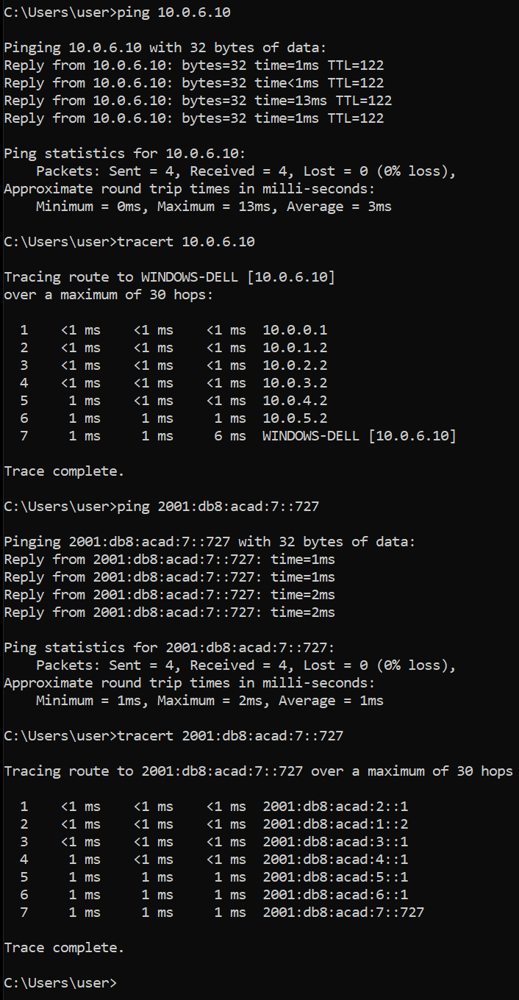 C:\Users\user>ping 10.0.6.10
Pinging 10.0.6.10 with 32 bytes of data:
Reply from 10.0.6.10: bytes=32 time=1ms TTL=122
Reply from 10.0.6.10: bytes=32 time<1ms TTL=122
Reply from 10.0.6.10: bytes=32 time=13ms TTL=122
Reply from 10.0.6.10: bytes=32 time=1ms TTL=122
Ping statistics for 10.0.6.10:
    Packets: Sent = 4, Received = 4, Lost = 0 (0% loss),
Approximate round trip times in milli-seconds:
    Minimum = 0ms, Maximum = 13ms, Average = 3ms
C:\Users\user>tracert 10.0.6.10
Tracing route to WINDOWS-DELL [10.0.6.10]
over a maximum of 30 hops:
  1    <1 ms    <1 ms    <1 ms  10.0.0.1
  2    <1 ms    <1 ms    <1 ms  10.0.1.2
  3    <1 ms    <1 ms    <1 ms  10.0.2.2
  4    <1 ms    <1 ms    <1 ms  10.0.3.2
  5     1 ms    <1 ms    <1 ms  10.0.4.2
  6     1 ms     1 ms     1 ms  10.0.5.2
  7     1 ms     1 ms     6 ms  WINDOWS-DELL [10.0.6.10]
Trace complete.
C:\Users\user>ping 2001:db8:acad:7::727
Pinging 2001:db8:acad:7::727 with 32 bytes of data:
Reply from 2001:db8:acad:7::727: time=1ms
Reply from 2001:db8:acad:7::727: time=1ms
Reply from 2001:db8:acad:7::727: time=2ms
Reply from 2001:db8:acad:7::727: time=2ms
Ping statistics for 2001:db8:acad:7::727:
    Packets: Sent = 4, Received = 4, Lost = 0 (0% loss),
Approximate round trip times in milli-seconds:
    Minimum = 1ms, Maximum = 2ms, Average = 1ms
C:\Users\user>tracert 2001:db8:acad:7::727
Tracing route to 2001:db8:acad:7::727 over a maximum of 30 hops
  1    <1 ms    <1 ms    <1 ms  2001:db8:acad:2::1
  2    <1 ms    <1 ms    <1 ms  2001:db8:acad:1::2
  3    <1 ms    <1 ms    <1 ms  2001:db8:acad:3::1
  4     1 ms    <1 ms    <1 ms  2001:db8:acad:4::1
  5     1 ms     1 ms     1 ms  2001:db8:acad:5::1
  6     1 ms     1 ms     1 ms  2001:db8:acad:6::1
  7     1 ms     1 ms     1 ms  2001:db8:acad:7::727
Trace complete.
C:\Users\user>